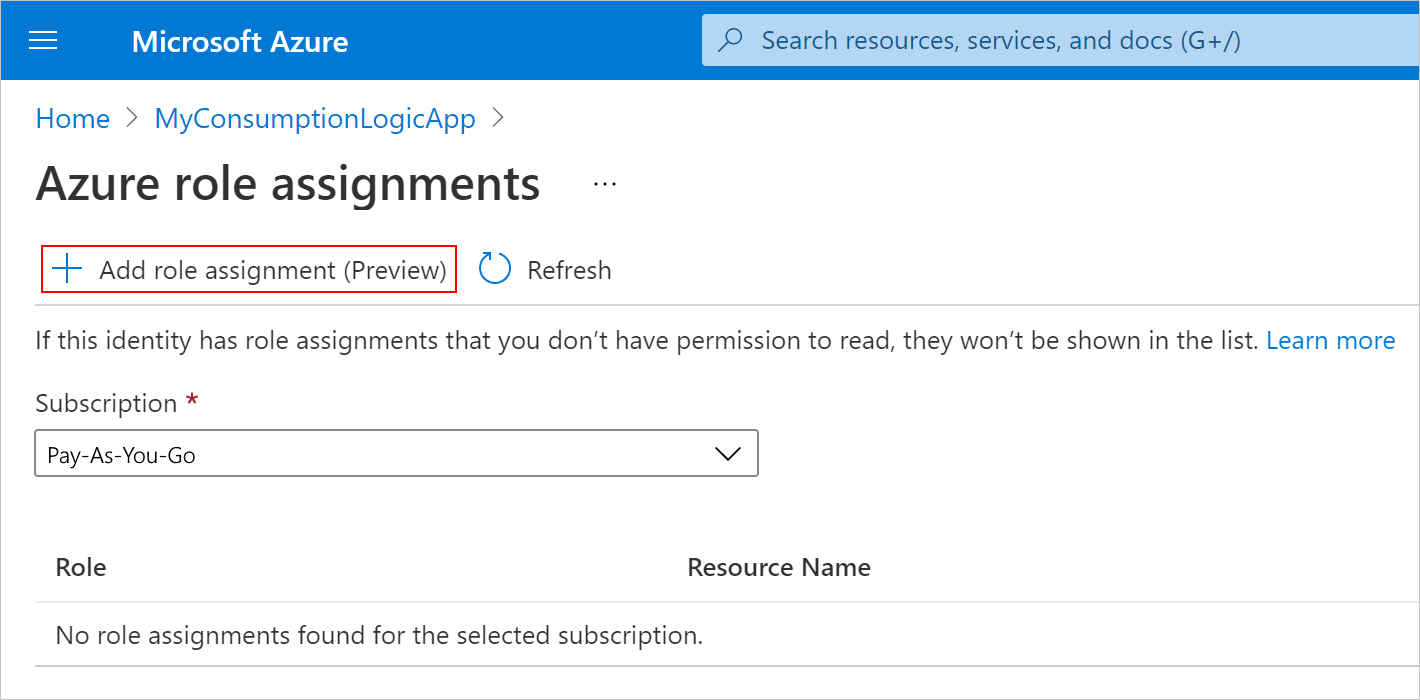 Microsoft Azure
Search resources, services, and docs (G+/)
Home > MyConsumptionLogicApp >
Azure role assignments ...
+ Add role assignment (Preview) Refresh
If this identity has role assignments that you don’t have permission to read, they won’t be shown in the list. Learn more
Subscription *
Pay-As-You-Go
Role Resource Name
No role assignments found for the selected subscription.